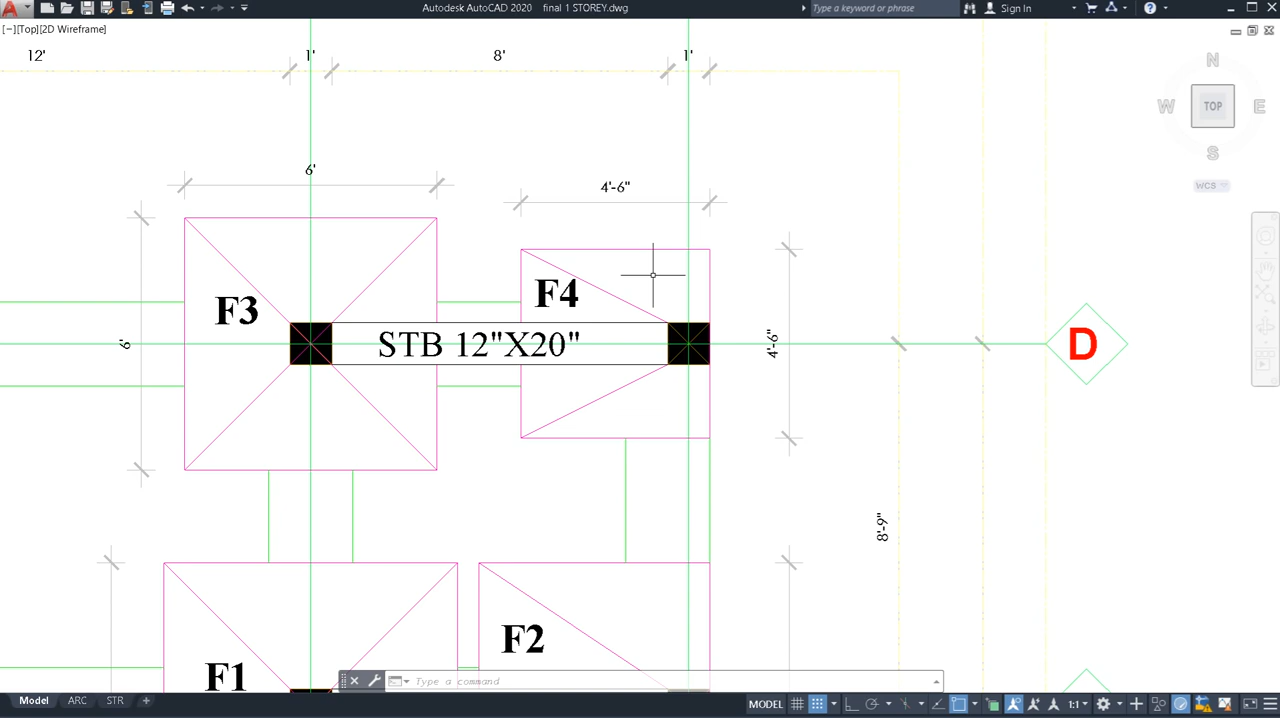 Autodesk AutoCAD 2020 final 1 STOREY.dwg
Type a keyword or phrase
Sign In
[−][Top][2D Wireframe]
12'
1'
8'
1'
N
W
TOP
E
S
WCS
6'
4'-6"
F3
F4
6'
STB 12"X20"
4'-6"
D
8'-9"
F2
F1
Type a command
Model
ARC
STR
MODEL
1:1